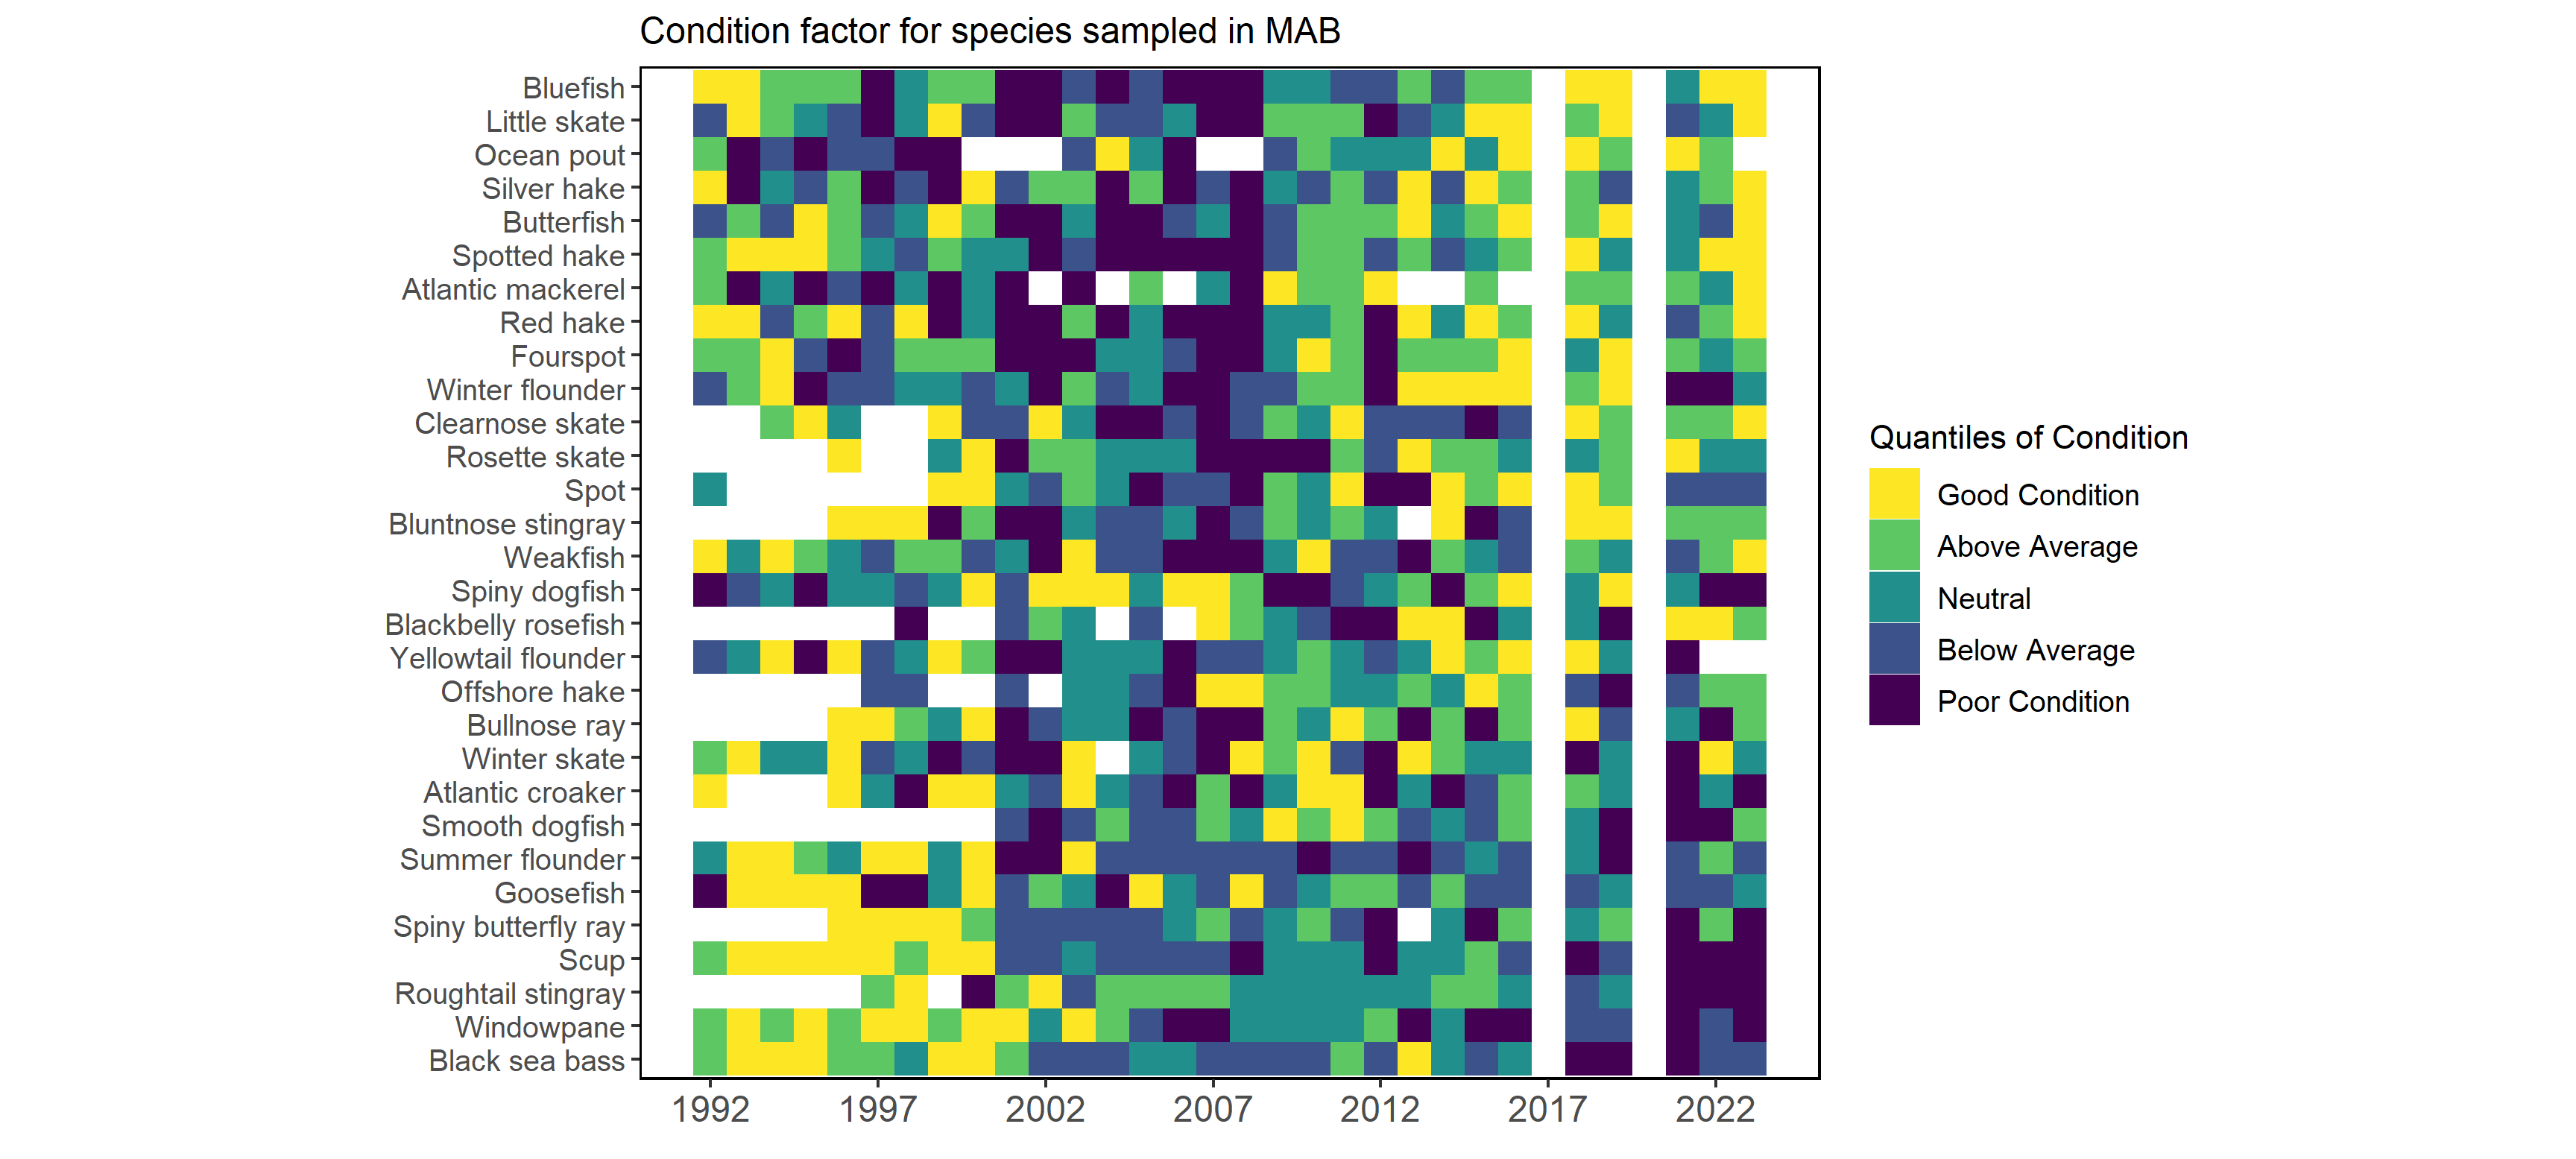 Condition factor for species sampled in MAB
Bluefish
Little skate
Ocean pout
Silver hake
Butterfish
Spotted hake
Atlantic mackerel
Red hake
Fourspot
Winter flounder
Clearnose skate
Rosette skate
Spot
Bluntnose stingray
Weakfish
Spiny dogfish
Blackbelly rosefish
Yellowtail flounder
Offshore hake
Bullnose ray
Winter skate
Atlantic croaker
Smooth dogfish
Summer flounder
Goosefish
Spiny butterfly ray
Scup
Roughtail stingray
Windowpane
Black sea bass
1992 1997 2002 2007 2012 2017 2022
Quantiles of Condition
Good Condition
Above Average
Neutral
Below Average
Poor Condition